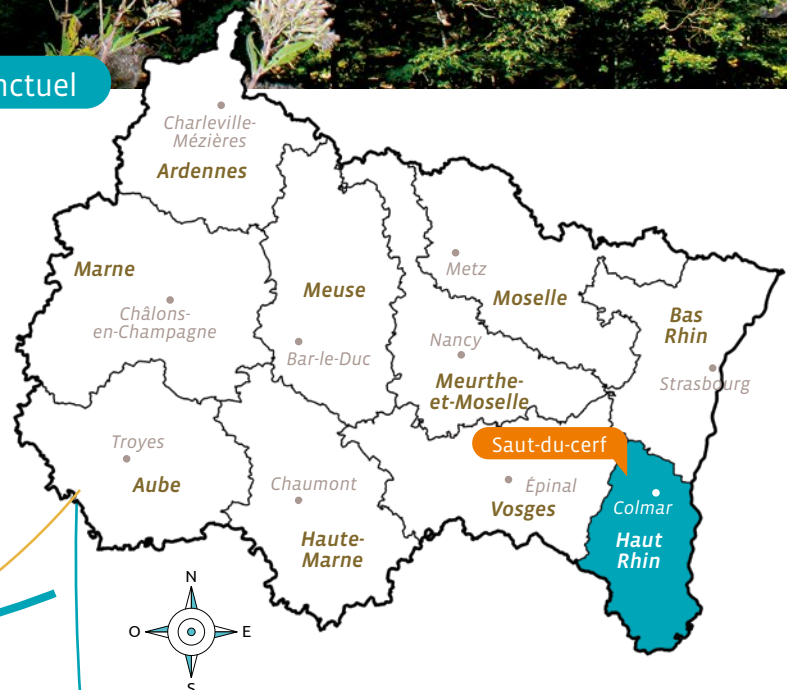 nctuel
Charleville-
Mézières
Ardennes
Marne
Châlons-
en-Champagne
Meuse
Bar-le-Duc
Metz
Moselle
Nancy
Meurthe-
et-Moselle
Bas
Rhin
Strasbourg
Troyes
Aube
Chaumont
Haute-
Marne
Saut-du-cerf
Épinal
Vosges
Colmar
Haut
Rhin
N
O
E
S